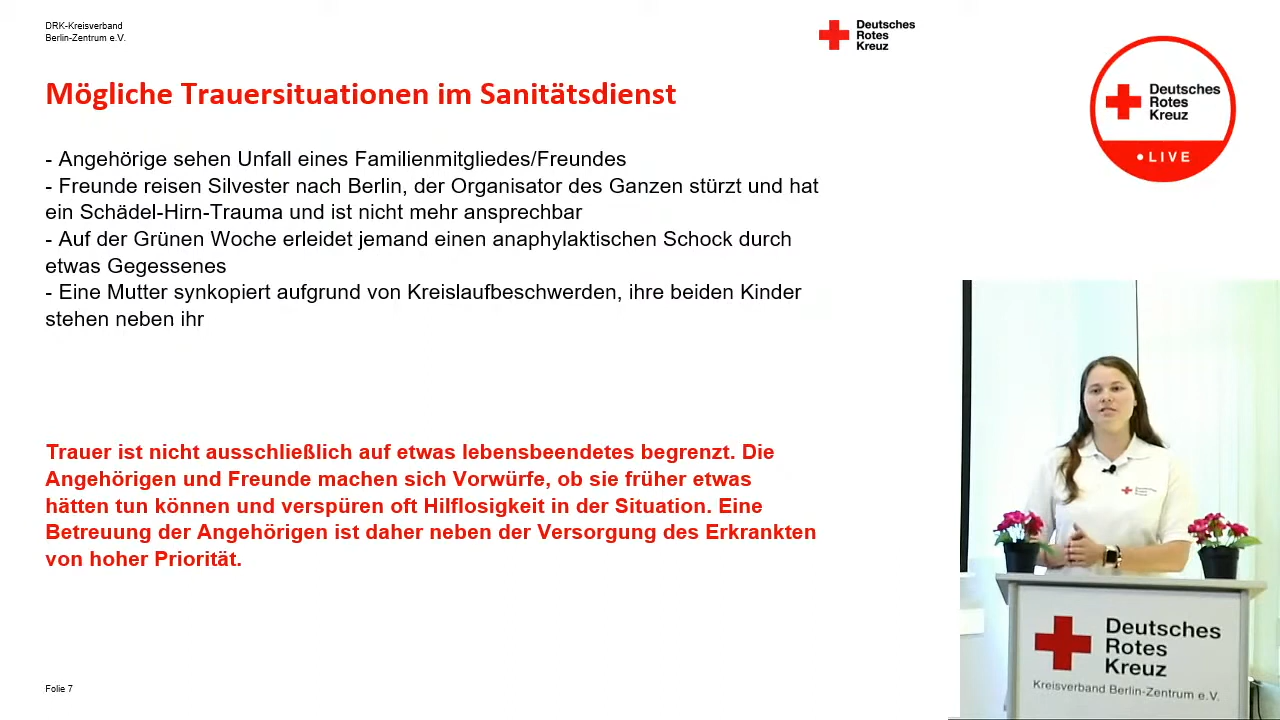 DRK-Kreisverband
Berlin-Zentrum e.V.
Deutsches
Rotes
Kreuz
Mögliche Trauersituationen im Sanitätsdienst
- Angehörige sehen Unfall eines Familienmitgliedes/Freundes
- Freunde reisen Silvester nach Berlin, der Organisator des Ganzen stürzt und hat
ein Schädel-Hirn-Trauma und ist nicht mehr ansprechbar
- Auf der Grünen Woche erleidet jemand einen anaphylaktischen Schock durch
etwas Gegessenes
- Eine Mutter synkopiert aufgrund von Kreislaufbeschwerden, ihre beiden Kinder
stehen neben ihr
Trauer ist nicht ausschließlich auf etwas lebensbeendetes begrenzt. Die
Angehörigen und Freunde machen sich Vorwürfe, ob sie früher etwas
hätten tun können und verspüren oft Hilflosigkeit in der Situation. Eine
Betreuung der Angehörigen ist daher neben der Versorgung des Erkrankten
von hoher Priorität.
Folie 7
Deutsches
Rotes
Kreuz
• LIVE
Deutsches
Rotes
Kreuz
Kreisverband Berlin-Zentrum e.V.